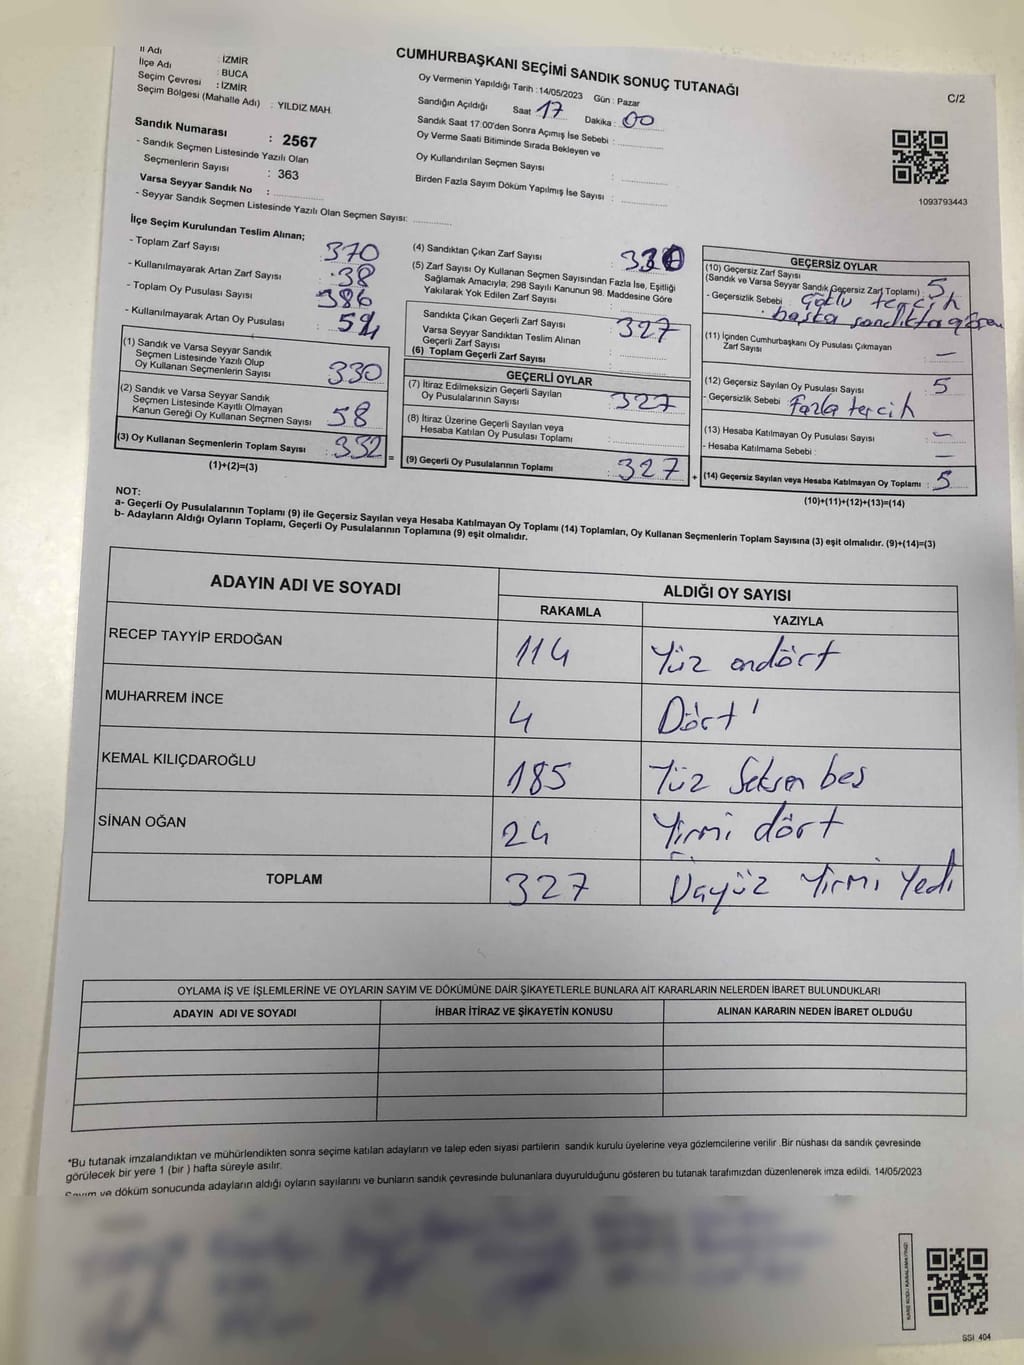 CUMHURBAŞKANI SEÇİMİ SANDIK SONUÇ TUTANAĞI
C/2
İl Adı : İZMİR
İlçe Adı : BUCA
Seçim Çevresi : İZMİR
Seçim Bölgesi (Mahalle Adı) : YILDIZ MAH.
Sandık Numarası : 2567
- Sandık Seçmen Listesinde Yazılı Olan
Seçmenlerin Sayısı : 363
Varsa Seyyar Sandık No :
- Seyyar Sandık Seçmen Listesinde Yazılı Olan Seçmen Sayısı:
Oy Vermenin Yapıldığı Tarih :14/05/2023 Gün : Pazar
Sandığın Açıldığı Saat 17 Dakika : 00
Sandık Saat 17:00'den Sonra Açımış İse Sebebi :
Oy Verme Saati Bitiminde Sırada Bekleyen ve
Oy Kullandırılan Seçmen Sayısı :
Birden Fazla Sayım Döküm Yapılmış İse Sayısı :
1093793443
İlçe Seçim Kurulundan Teslim Alınan;
- Toplam Zarf Sayısı : 370
- Kullanılmayarak Artan Zarf Sayısı : 38
- Toplam Oy Pusulası Sayısı : 386
- Kullanılmayarak Artan Oy Pusulası : 54
(1) Sandık ve Varsa Seyyar Sandık
Seçmen Listesinde Yazılı Olup
Oy Kullanan Seçmenlerin Sayısı : 330
(2) Sandık ve Varsa Seyyar Sandık
Seçmen Listesinde Kayıtlı Olmayan
Kanun Gereği Oy Kullanan Seçmen Sayısı : 58
(3) Oy Kullanan Seçmenlerin Toplam Sayısı : 332 =
(1)+(2)=(3)
(4) Sandıktan Çıkan Zarf Sayısı :
(5) Zarf Sayısı Oy Kullanan Seçmen Sayısından Fazla İse, Eşitliği
Sağlamak Amacıyla; 298 Sayılı Kanunun 98. Maddesine Göre
Yakılarak Yok Edilen Zarf Sayısı :
Sandıkta Çıkan Geçerli Zarf Sayısı : 327
Varsa Seyyar Sandıktan Teslim Alınan
Geçerli Zarf Sayısı :
(6) Toplam Geçerli Zarf Sayısı :
GEÇERLİ OYLAR
(7) İtiraz Edilmeksizin Geçerli Sayılan
Oy Pusulalarının Sayısı : 327
(8) İtiraz Üzerine Geçerli Sayılan veya
Hesaba Katılan Oy Pusulası Toplamı :
(9) Geçerli Oy Pusulalarının Toplamı : 327 +
GEÇERSİZ OYLAR
(10) Geçersiz Zarf Sayısı
(Sandık ve Varsa Seyyar Sandık Geçersiz Zarf Toplamı) : 5
- Geçersizlik Sebebi : tercih
başka sandıkta
(11) İçinden Cumhurbaşkanı Oy Pusulası Çıkmayan
Zarf Sayısı : —
(12) Geçersiz Sayılan Oy Pusulası Sayısı : 5
- Geçersizlik Sebebi : Fazla tercih
(13) Hesaba Katılmayan Oy Pusulası Sayısı : —
- Hesaba Katılmama Sebebi : —
(14) Geçersiz Sayılan veya Hesaba Katılmayan Oy Toplamı : 5
(10)+(11)+(12)+(13)=(14)
NOT:
a- Geçerli Oy Pusulalarının Toplamı (9) ile Geçersiz Sayılan veya Hesaba Katılmayan Oy Toplamı (14) Toplamları, Oy Kullanan Seçmenlerin Toplam Sayısına (3) eşit olmalıdır. (9)+(14)=(3)
b- Adayların Aldığı Oyların Toplamı, Geçerli Oy Pusulalarının Toplamına (9) eşit olmalıdır.
ADAYIN ADI VE SOYADI ALDIĞI OY SAYISI
RAKAMLA YAZIYLA
RECEP TAYYİP ERDOĞAN 114 Yüz ondört
MUHARREM İNCE 4 Dört
KEMAL KILIÇDAROĞLU 185 Yüz Seksen beş
SİNAN OĞAN 24 Yirmi dört
TOPLAM 327 Üçyüz Yirmi Yedi
OYLAMA İŞ VE İŞLEMLERİNE VE OYLARIN SAYIM VE DÖKÜMÜNE DAİR ŞİKAYETLERLE BUNLARA AİT KARARLARIN NELERDEN İBARET BULUNDUKLARI
ADAYIN ADI VE SOYADI İHBAR İTİRAZ VE ŞİKAYETİN KONUSU ALINAN KARARIN NEDEN İBARET OLDUĞU
*Bu tutanak imzalandıktan ve mühürlendikten sonra seçime katılan adayların ve talep eden siyasi partilerin sandık kurulu üyelerine veya gözlemcilerine verilir .Bir nüshası da sandık çevresinde
görülecek bir yere 1 (bir ) hafta süreyle asılır.
Sayım ve döküm sonucunda adayların aldığı oyların sayılarını ve bunların sandık çevresinde bulunanlara duyurulduğunu gösteren bu tutanak tarafımızdan düzenlenerek imza edildi. 14/05/2023
SSI 404